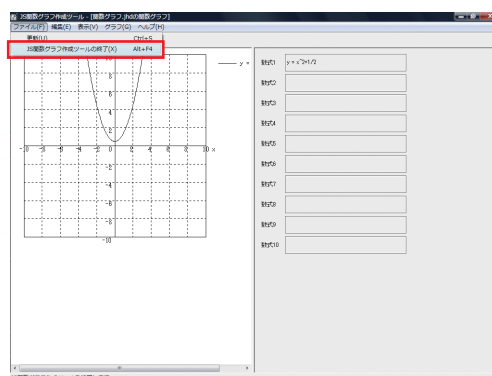 JS関数グラフ作成ツール - [関数グラフ.jhdの関数グラフ]
ファイル(F) 編集(E) 表示(V) グラフ(G) ヘルプ(H)
更新(U) Ctrl+S
JS関数グラフ作成ツールの終了(X) Alt+F4
10
8
6
4
2
-10 -8 -6 -4 -2 0 2 4 6 8 10 x
-2
-4
-6
-8
-10
y =
数式1 y = x^2+1/2
数式2
数式3
数式4
数式5
数式6
数式7
数式8
数式9
数式10